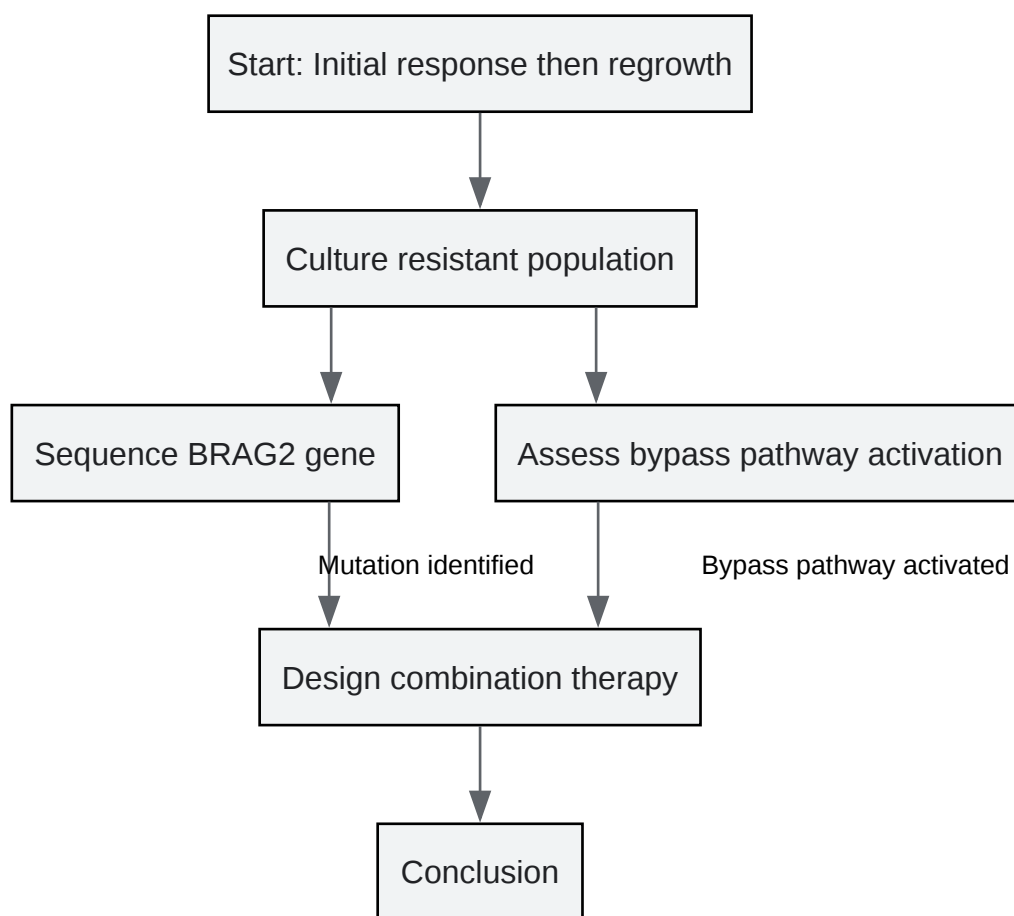 Start: Initial response then regrowth
Culture resistant population
Sequence BRAG2 gene
Assess bypass pathway activation
Mutation identified
Bypass pathway activated
Design combination therapy
Conclusion